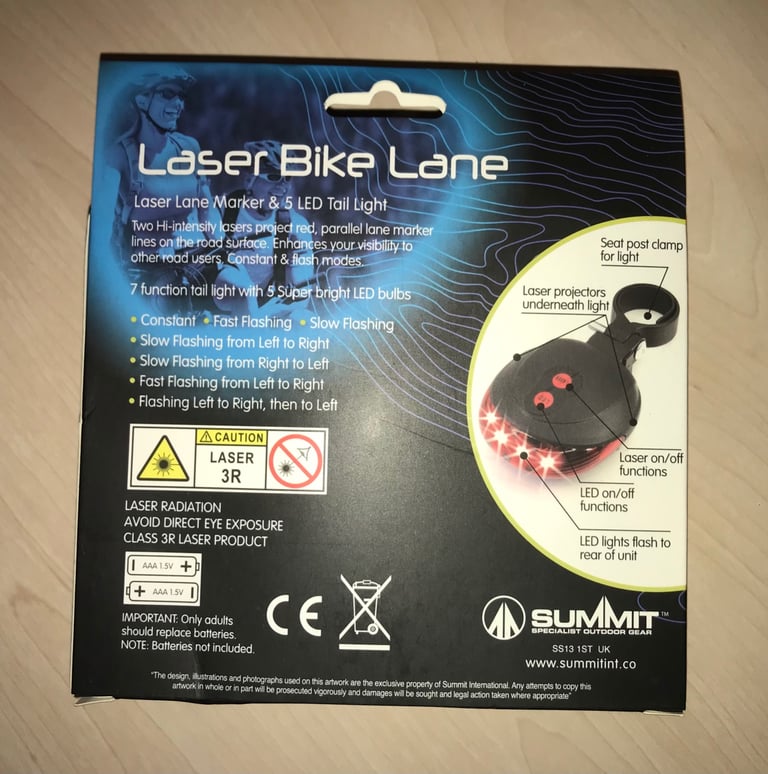 Laser Bike Lane
Laser Lane Marker & 5 LED Tail Light
Two Hi-intensity lasers project red, parallel lane marker
lines on the road surface. Enhances your visibility to
other road users. Constant & flash modes.
7 function tail light with 5 Super bright LED bulbs
• Constant • Fast Flashing • Slow Flashing
• Slow Flashing from Left to Right
• Slow Flashing from Right to Left
• Fast Flashing from Left to Right
• Flashing Left to Right, then to Left
Seat post clamp
for light
Laser projectors
underneath light
Laser on/off
functions
LED on/off
functions
LED lights flash to
rear of unit
CAUTION
LASER
3R
LASER RADIATION
AVOID DIRECT EYE EXPOSURE
CLASS 3R LASER PRODUCT
AAA 1.5V
AAA 1.5V
IMPORTANT: Only adults
should replace batteries.
NOTE: Batteries not included.
CE
SUMMIT™
SPECIALIST OUTDOOR GEAR
SS13 1ST UK
www.summitint.co
"The design, illustrations and photographs used on this artwork are the exclusive property of Summit International. Any attempts to copy this
artwork in whole or in part will be prosecuted vigorously and damages will be sought and legal action taken where appropriate"